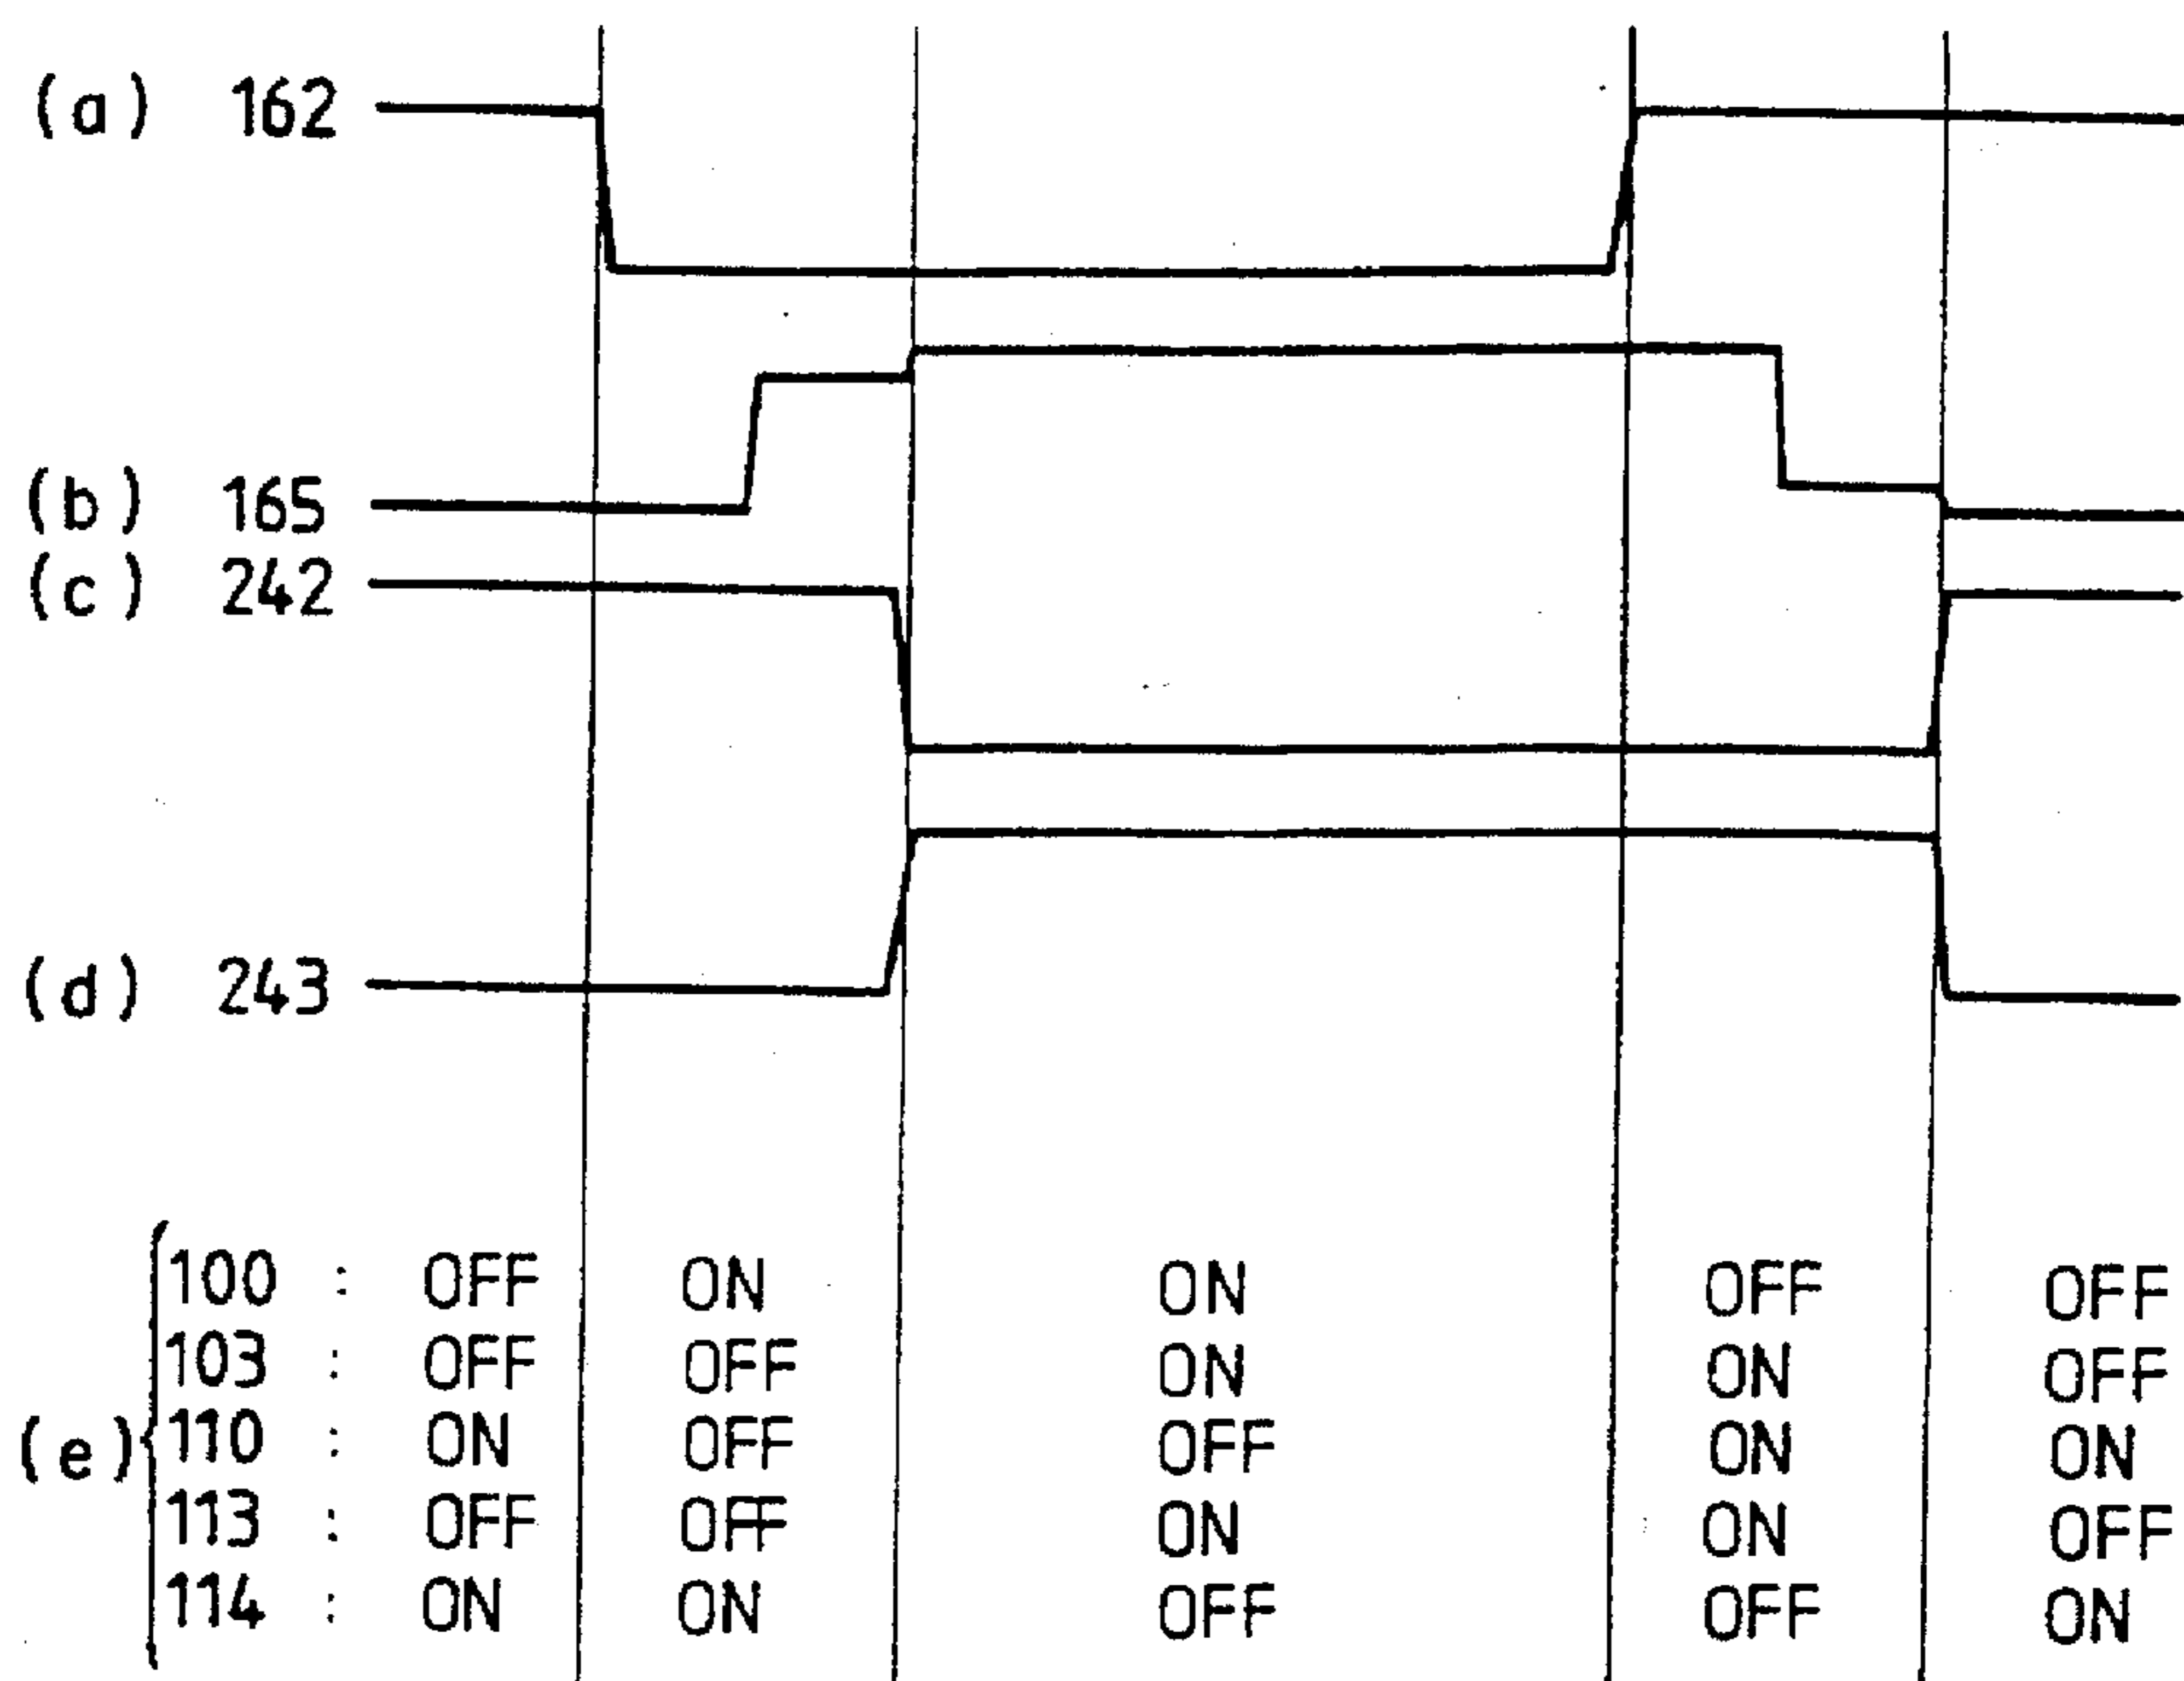 (a) 162
(b) 165
(c) 242
(d) 243
(e)
100 : OFF ON ON OFF OFF
103 : OFF OFF ON ON OFF
110 : ON OFF OFF ON ON
113 : OFF OFF ON ON OFF
114 : ON ON OFF OFF ON